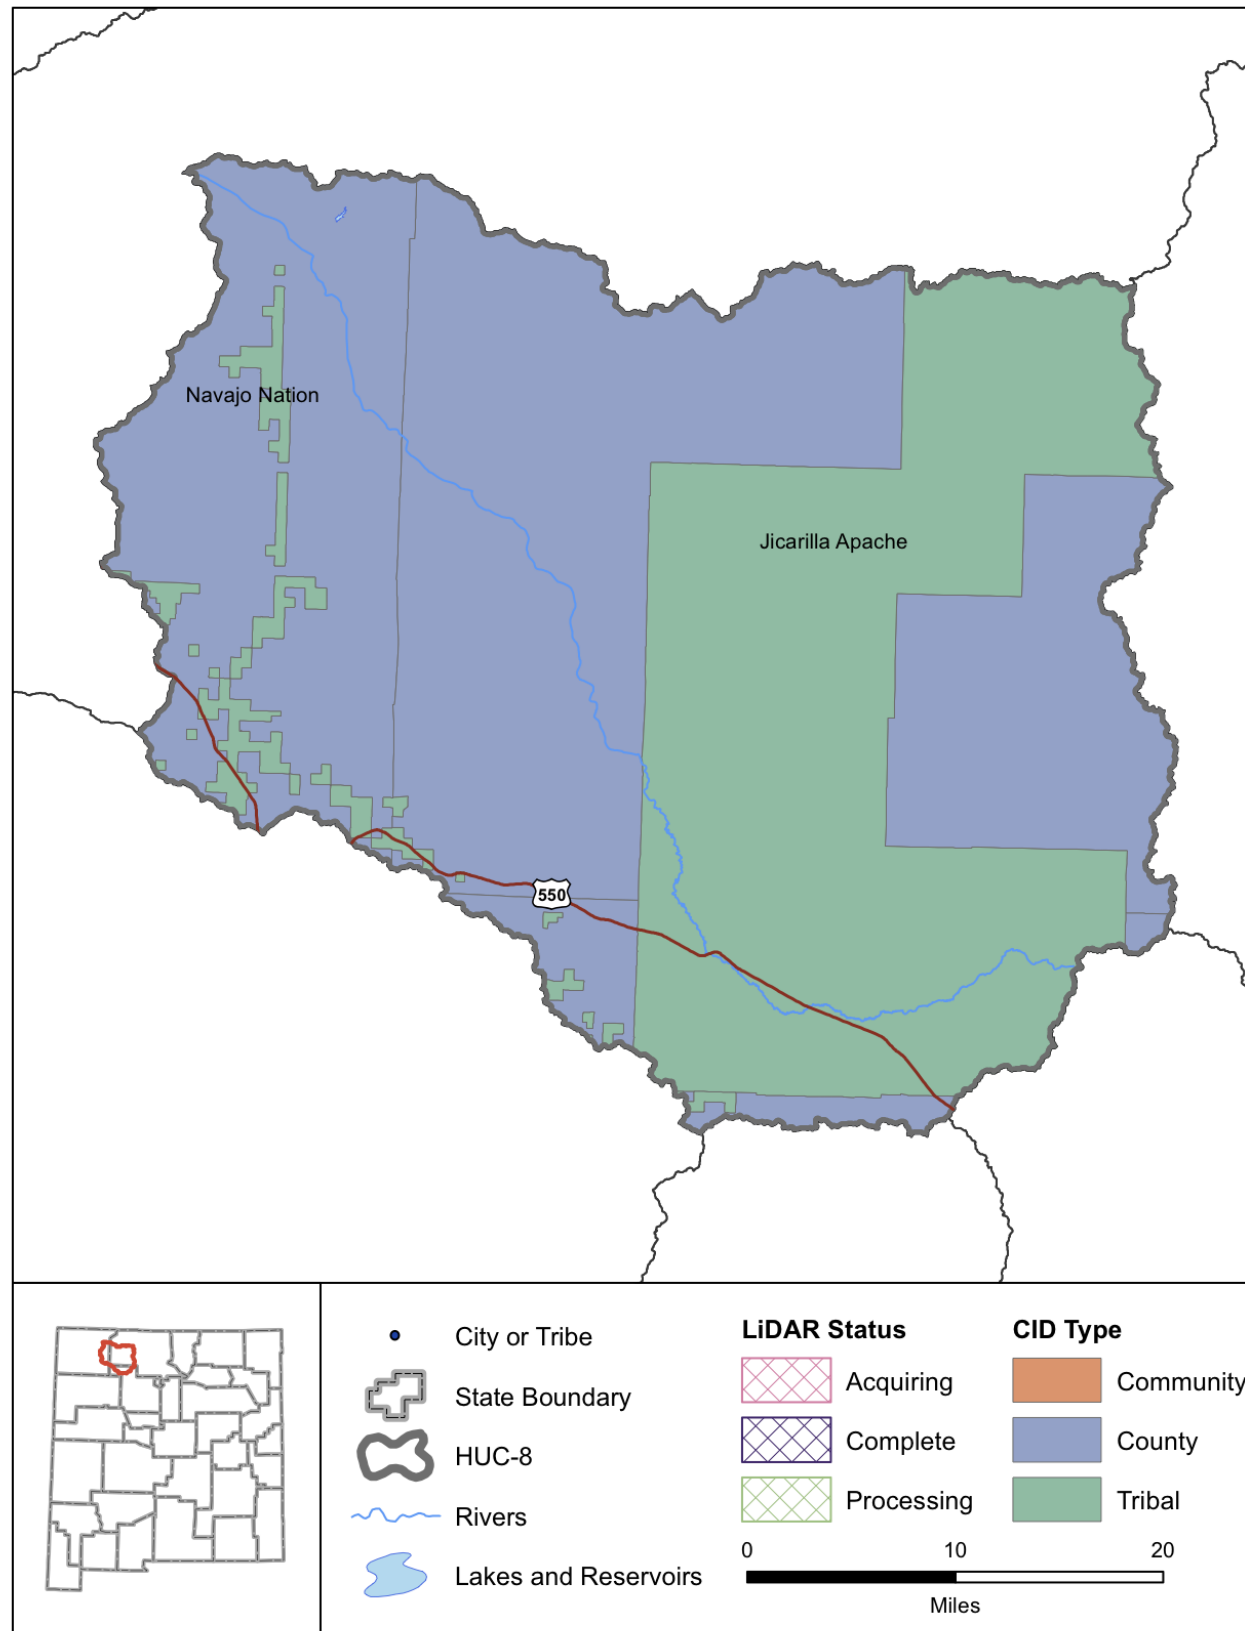 Navajo Nation
Jicarilla Apache
550
City or Tribe
State Boundary
HUC-8
Rivers
Lakes and Reservoirs
LiDAR Status
Acquiring
Complete
Processing
CID Type
Community
County
Tribal
0 10 20
Miles